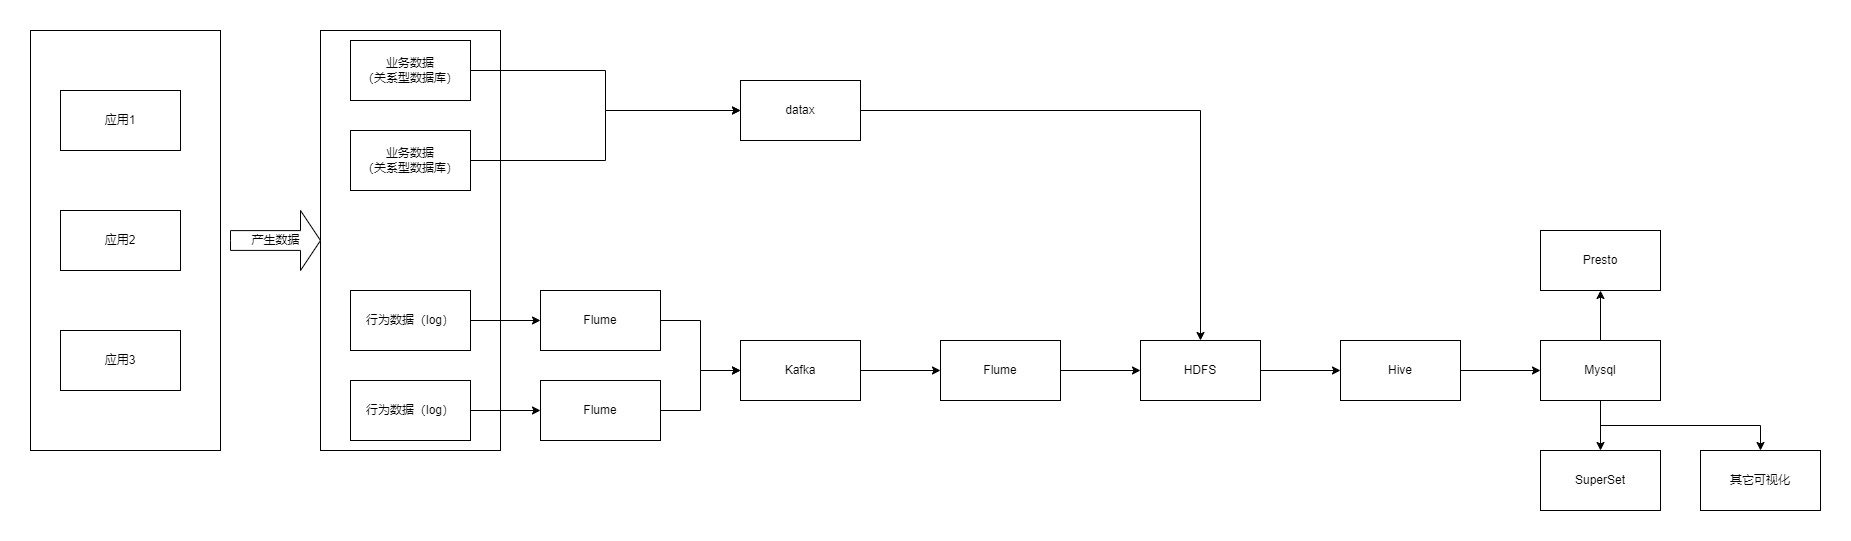 应用1
应用2
应用3
产生数据
业务数据
（关系型数据库）
业务数据
（关系型数据库）
行为数据（log）
行为数据（log）
Flume
Flume
datax
Kafka
Flume
HDFS
Hive
Mysql
Presto
SuperSet
其它可视化